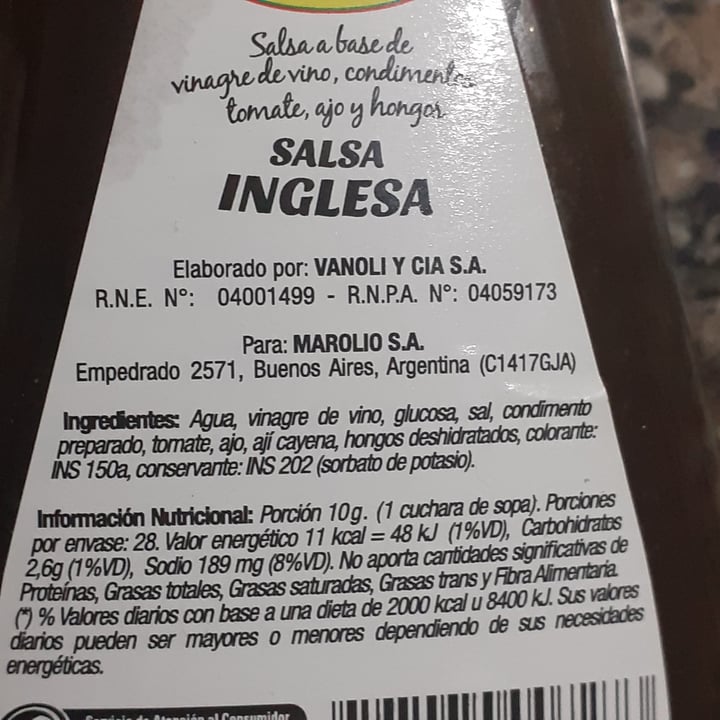 Salsa a base de
vinagre de vino, condimentos
tomate, ajo y hongos
SALSA
INGLESA
Elaborado por: VANOLI Y CIA S.A.
R.N.E. N°: 04001499 - R.N.P.A. N°: 04059173
Para: MAROLIO S.A.
Empedrado 2571, Buenos Aires, Argentina (C1417GJA)
Ingredientes: Agua, vinagre de vino, glucosa, sal, condimento
preparado, tomate, ajo, ají cayena, hongos deshidratados, colorante:
INS 150a, conservante: INS 202 (sorbato de potasio).
Información Nutricional: Porción 10g. (1 cuchara de sopa). Porciones
por envase: 28. Valor energético 11 kcal = 48 kJ (1%VD), Carbohidratos
2,6g (1%VD), Sodio 189 mg (8%VD). No aporta cantidades significativas de
Proteínas, Grasas totales, Grasas saturadas, Grasas trans y Fibra Alimentaria.
(*) % Valores diarios con base a una dieta de 2000 kcal u 8400 kJ. Sus valores
diarios pueden ser mayores o menores dependiendo de sus necesidades
energéticas.
Servicio de Atención al Consumidor